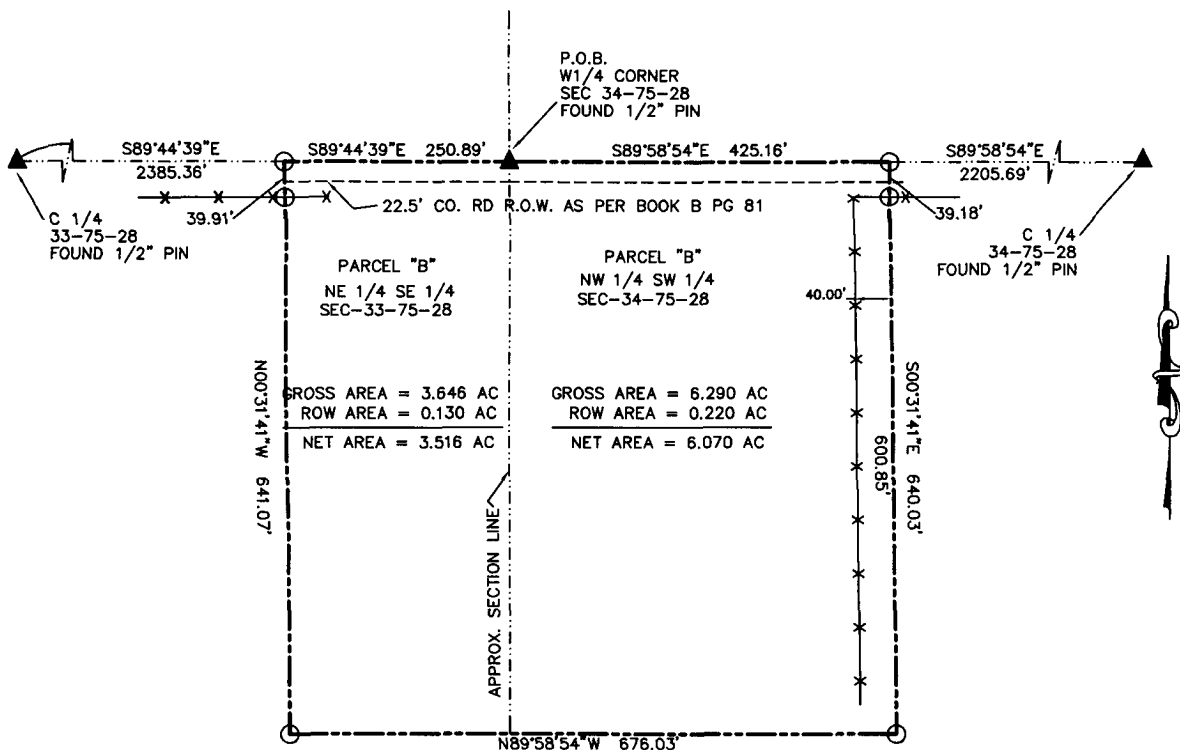 P.O.B.
W1/4 CORNER
SEC 34-75-28
FOUND 1/2" PIN
S89°44'39"E
2385.36'
S89°44'39"E 250.89'
S89°58'54"E 425.16'
S89°58'54"E
2205.69'
39.91'
22.5' CO. RD R.O.W. AS PER BOOK B PG 81
39.18'
C 1/4
33-75-28
FOUND 1/2" PIN
C 1/4
34-75-28
FOUND 1/2" PIN
PARCEL "B"
NE 1/4 SE 1/4
SEC-33-75-28
PARCEL "B"
NW 1/4 SW 1/4
SEC-34-75-28
40.00'
N00°31'41"W 641.07'
GROSS AREA = 3.646 AC
ROW AREA = 0.130 AC
NET AREA = 3.516 AC
GROSS AREA = 6.290 AC
ROW AREA = 0.220 AC
NET AREA = 6.070 AC
600.85'
S00°31'41"E 640.03'
APPROX. SECTION LINE
N89°58'54"W 676.03'